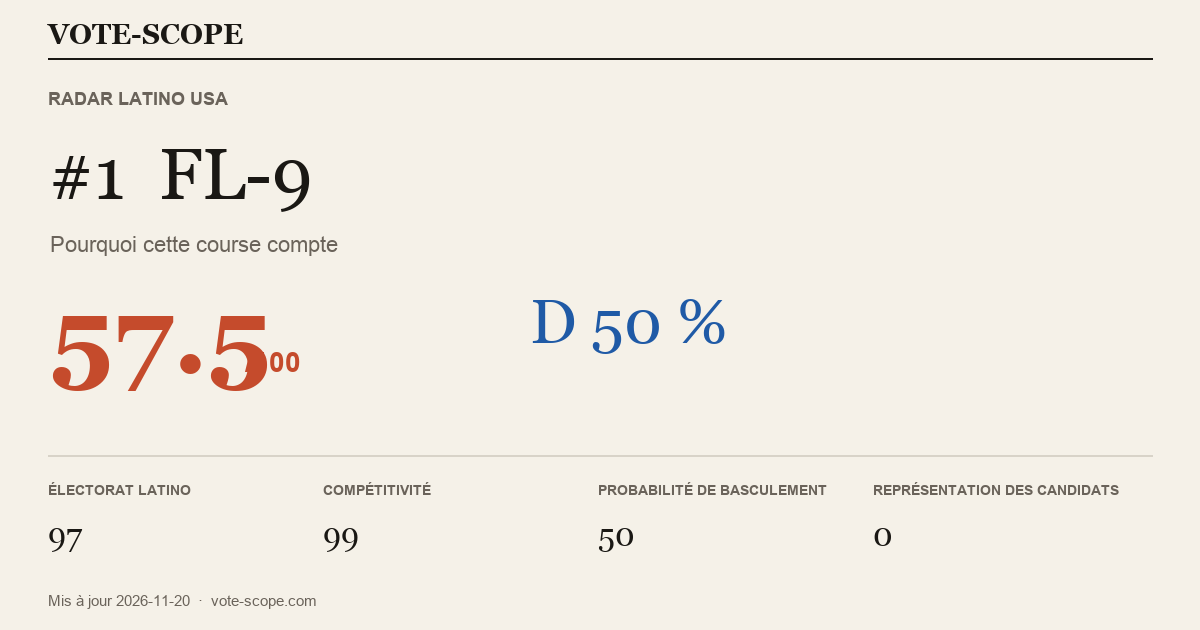 VOTE-SCOPE
RADAR LATINO USA
#1 FL-9
Pourquoi cette course compte
57.5
D 50 %
ÉLECTORAT LATINO
COMPÉTITIVITÉ
PROBABILITÉ DE BASCULEMENT
REPRÉSENTATION DES CANDIDATS
97
99
50
0
Mis à jour 2026-11-20 · vote-scope.com